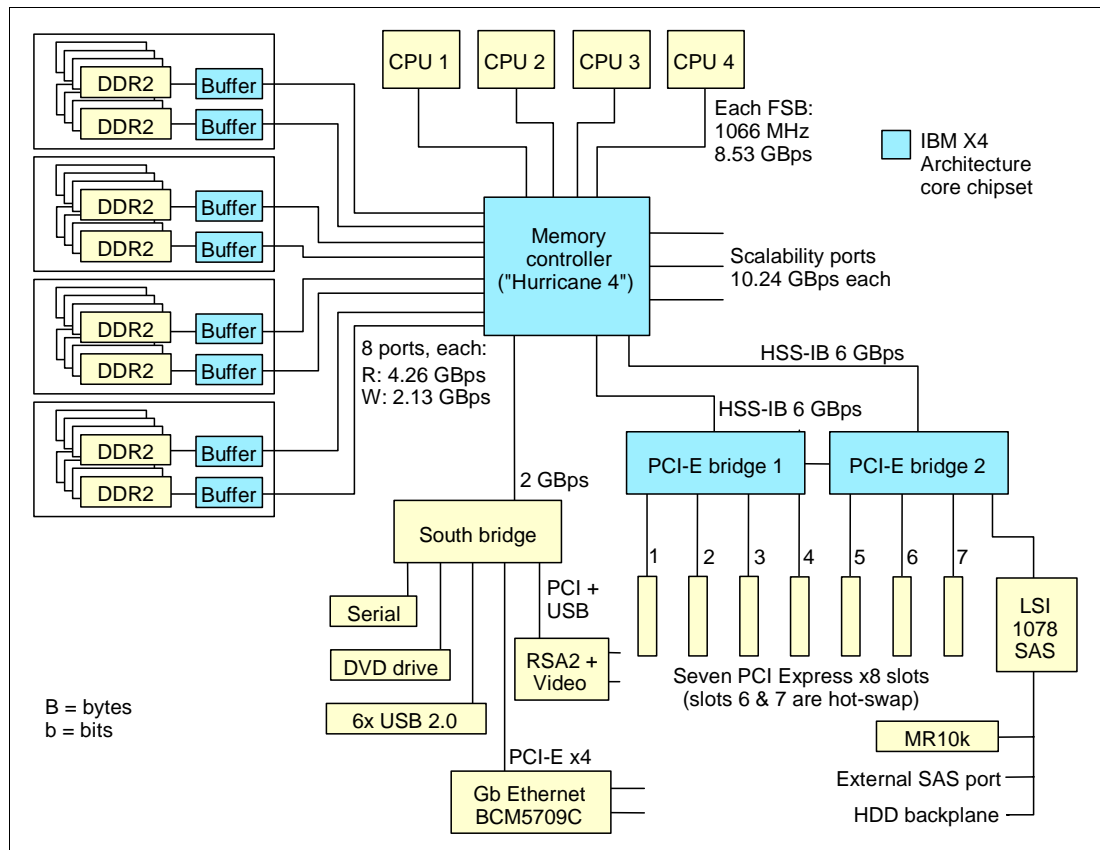 CPU 1
CPU 2
CPU 3
CPU 4
DDR2
Buffer
DDR2
Buffer
Each FSB:
1066 MHz
8.53 GBps
IBM X4
Architecture
core chipset
DDR2
Buffer
DDR2
Buffer
Memory
controller
("Hurricane 4")
Scalability ports
10.24 GBps each
DDR2
Buffer
DDR2
Buffer
8 ports, each:
R: 4.26 GBps
W: 2.13 GBps
HSS-IB 6 GBps
HSS-IB 6 GBps
DDR2
Buffer
DDR2
Buffer
PCI-E bridge 1
PCI-E bridge 2
2 GBps
South bridge
1
2
3
4
5
6
7
PCI +
USB
Serial
DVD drive
6x USB 2.0
RSA2 +
Video
LSI
1078
SAS
Seven PCI Express x8 slots
(slots 6 & 7 are hot-swap)
B = bytes
b = bits
MR10k
PCI-E x4
Gb Ethernet
BCM5709C
External SAS port
HDD backplane